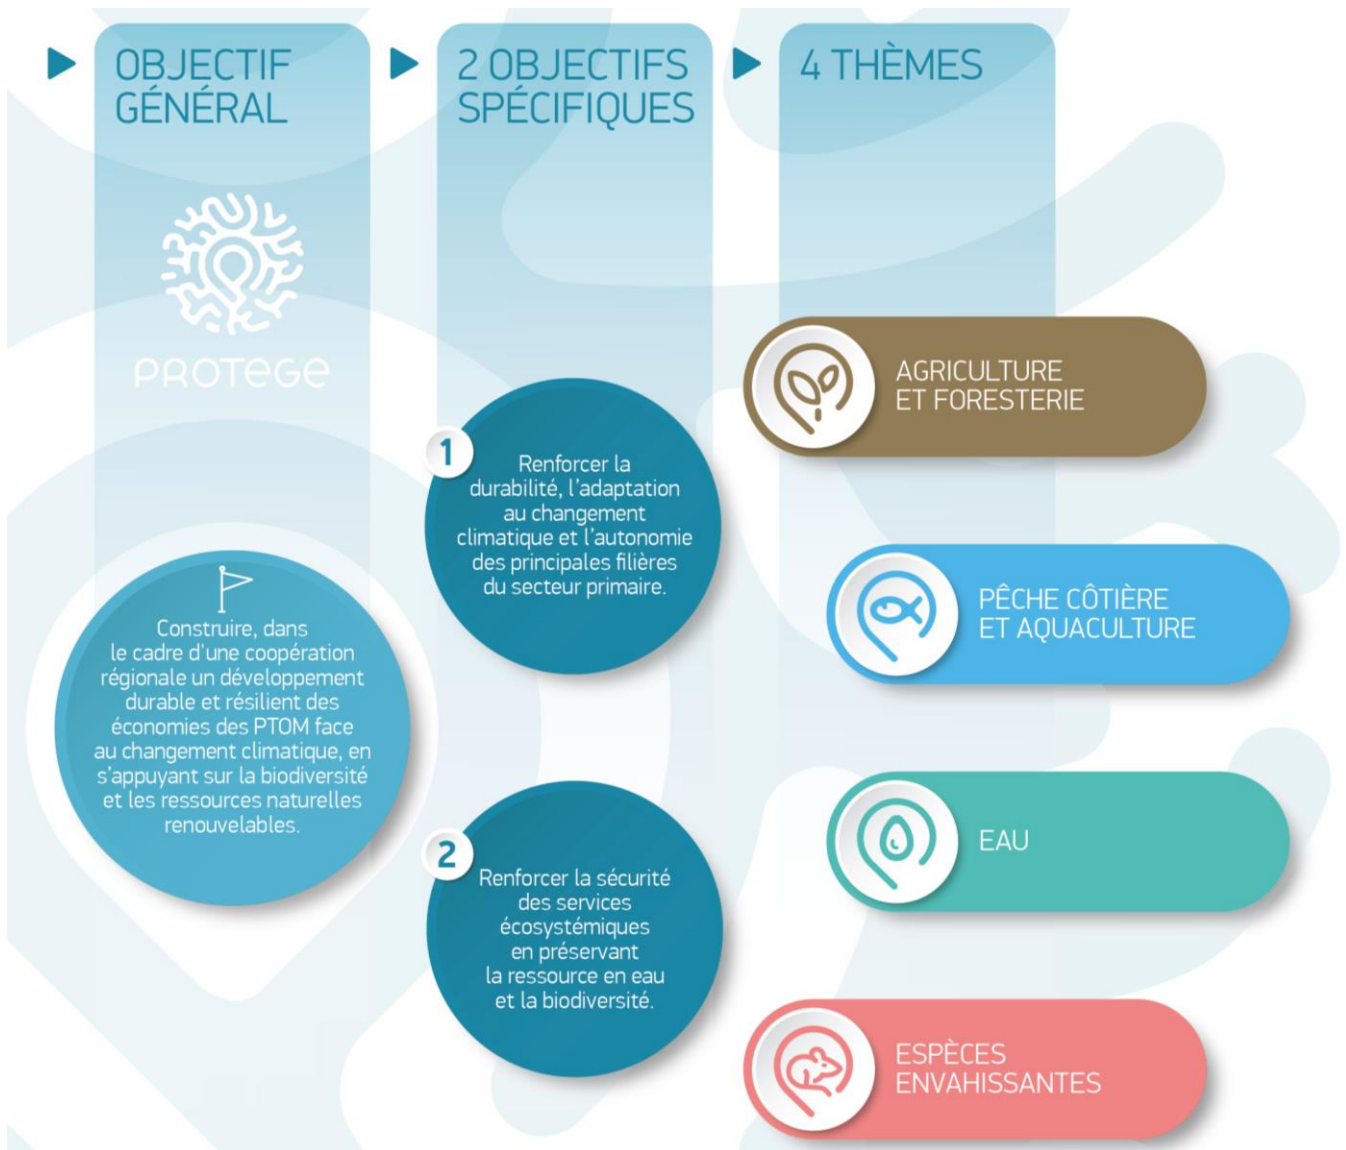 OBJECTIF
GÉNÉRAL
PROTEGE
Construire, dans
le cadre d'une coopération
régionale un développement
durable et résilient des
économies des PTOM face
au changement climatique, en
s'appuyant sur la biodiversité
et les ressources naturelles
renouvelables.
2 OBJECTIFS
SPÉCIFIQUES
1
Renforcer la
durabilité, l'adaptation
au changement
climatique et l'autonomie
des principales filières
du secteur primaire.
2
Renforcer la sécurité
des services
écosystémiques
en préservant
la ressource en eau
et la biodiversité.
4 THÈMES
AGRICULTURE
ET FORESTERIE
PÊCHE CÔTIÈRE
ET AQUACULTURE
EAU
ESPÈCES
ENVAHISSANTES